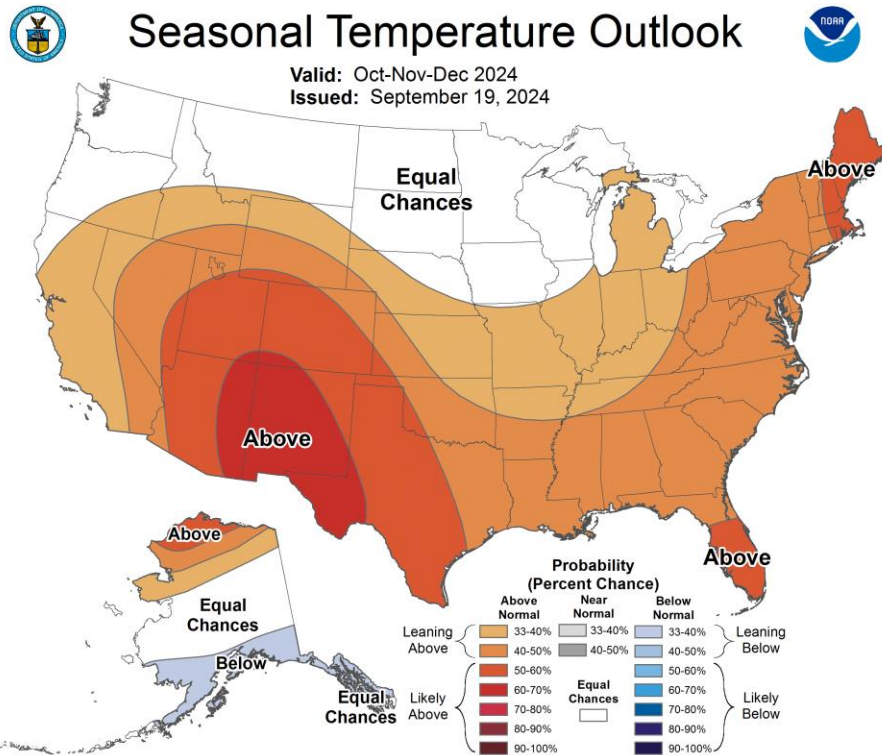 Seasonal Temperature Outlook
NOAA
Valid: Oct-Nov-Dec 2024
Issued: September 19, 2024
Above
Equal
Chances
Above
Above
Above
Equal
Chances
Below
Equal
Chances
Probability
(Percent Chance)
Above
Normal
Near
Normal
Below
Normal
Leaning
Above
33-40%
33-40%
33-40%
Leaning
Below
40-50%
40-50%
40-50%
50-60%
50-60%
Likely
Above
60-70%
Equal
Chances
60-70%
Likely
Below
70-80%
70-80%
80-90%
80-90%
90-100%
90-100%